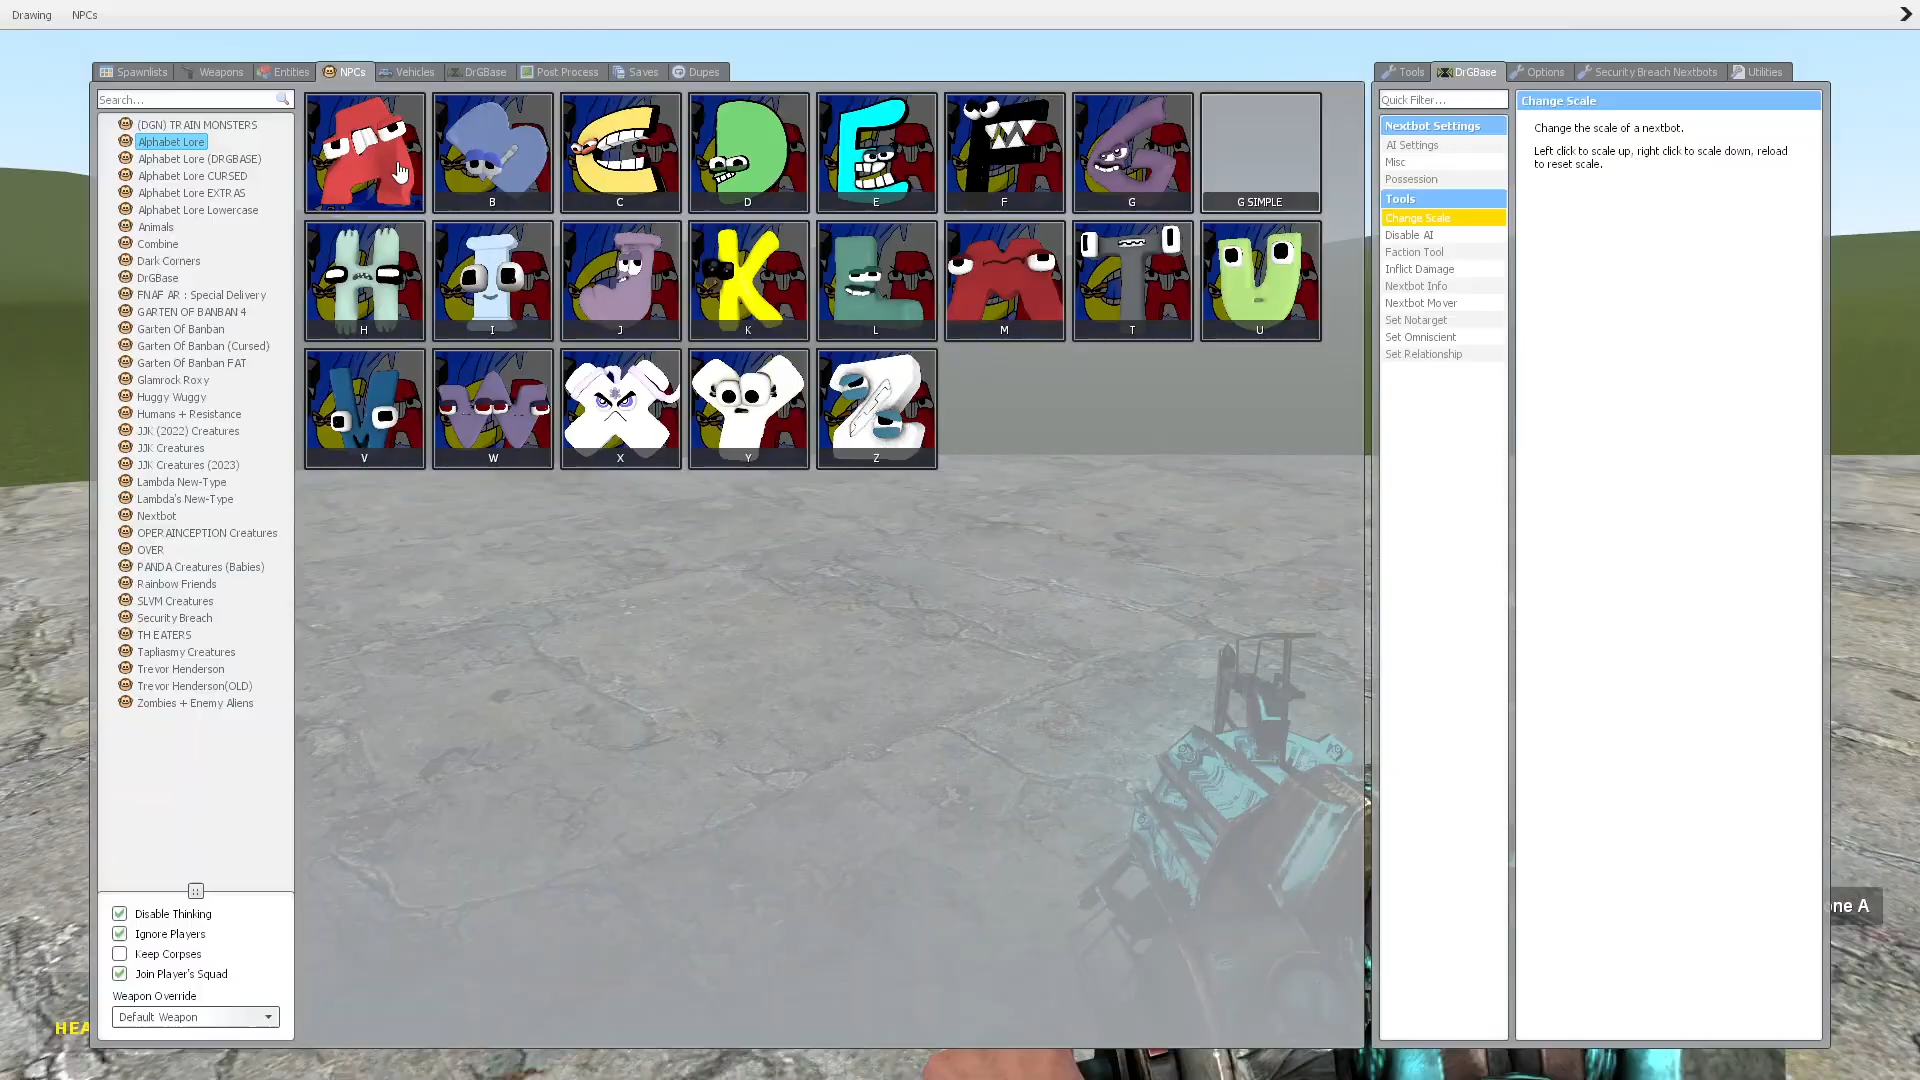 Drawing NPCs
Spawnlists Weapons Entities NPCs Vehicles DrGBase Post Process Saves Dupes
Tools DrGBase Options Security Breach Nextbots Utilities
Search...
(DGN) TRAIN MONSTERS
Alphabet Lore
Alphabet Lore (DRGBASE)
Alphabet Lore CURSED
Alphabet Lore EXTRAS
Alphabet Lore Lowercase
Animals
Combine
Dark Corners
DrGBase
FNAF AR : Special Delivery
GARTEN OF BANBAN 4
Garten Of Banban
Garten Of Banban (Cursed)
Garten Of Banban FAT
Glamrock Roxy
Huggy Wuggy
Humans + Resistance
JJK (2022) Creatures
JJK Creatures
JJK Creatures (2023)
Lambda New-Type
Lambda's New-Type
Nextbot
OPERAINCEPTION Creatures
OVER
PANDA Creatures (Babies)
Rainbow Friends
SLVM Creatures
Security Breach
TH EATERS
Tapliasmy Creatures
Trevor Henderson
Trevor Henderson(OLD)
Zombies + Enemy Aliens
Disable Thinking
Ignore Players
Keep Corpses
Join Player's Squad
Weapon Override
Default Weapon
B C D E F G G SIMPLE
H I J K L M T U
V W X Y Z
Quick Filter...
Nextbot Settings
AI Settings
Misc
Possession
Tools
Change Scale
Disable AI
Faction Tool
Inflict Damage
Nextbot Info
Nextbot Mover
Set Notarget
Set Omniscient
Set Relationship
Change Scale
Change the scale of a nextbot.
Left click to scale up, right click to scale down, reload
to reset scale.
one A
HEA